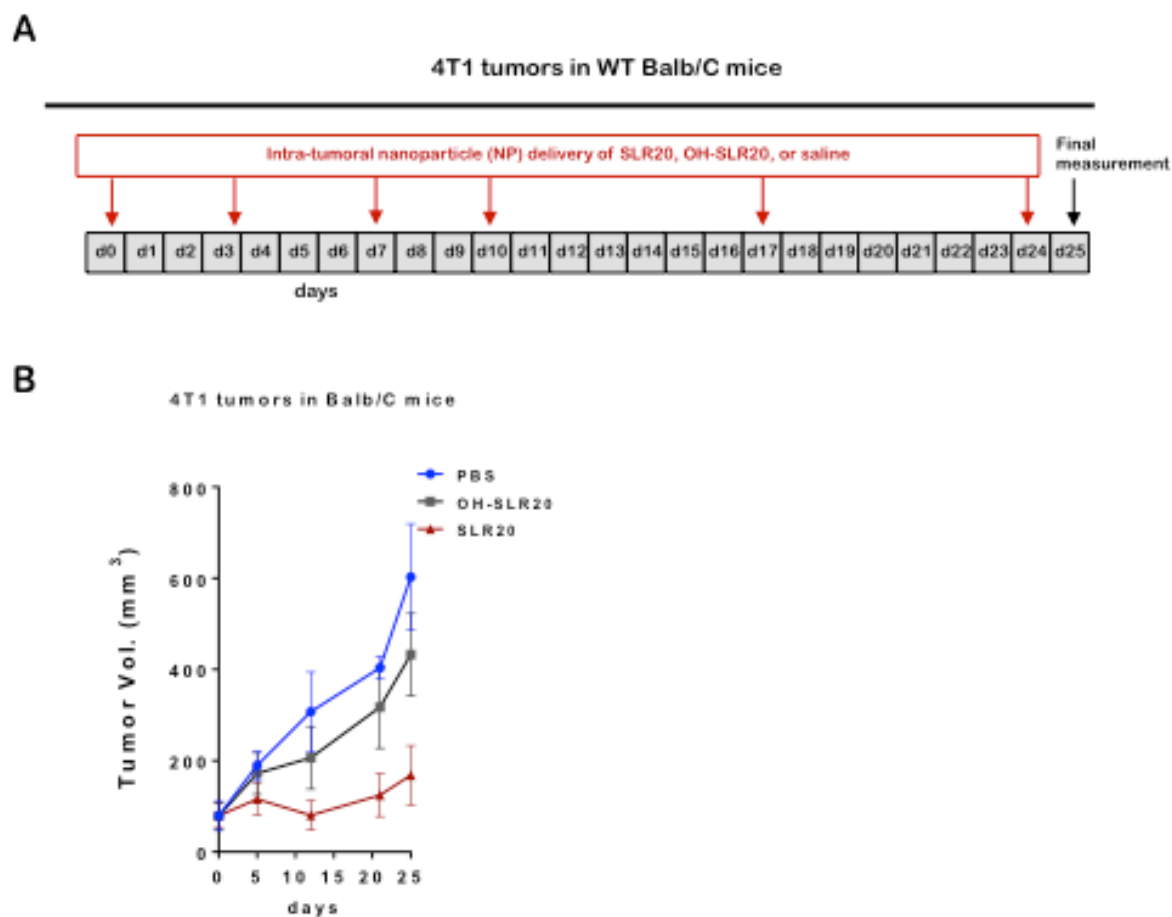 A
4T1 tumors in WT Balb/C mice
Intra-tumoral nanoparticle (NP) delivery of SLR20, OH-SLR20, or saline
Final
measurement
d0 d1 d2 d3 d4 d5 d6 d7 d8 d9 d10 d11 d12 d13 d14 d15 d16 d17 d18 d19 d20 d21 d22 d23 d24 d25
days
B
4T1 tumors in Balb/C mice
PBS
OH-SLR20
SLR20
Tumor Vol. (mm³)
800
600
400
200
0
0 5 10 15 20 25
days